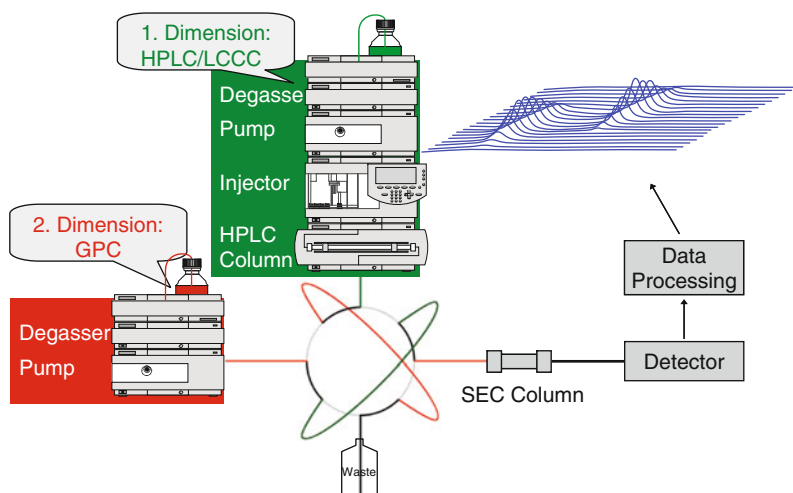 1. Dimension:
HPLC/LCCC
Degasse
Pump
Injector
HPLC
Column
2. Dimension:
GPC
Degasser
Pump
Data
Processing
Detector
SEC Column
Waste